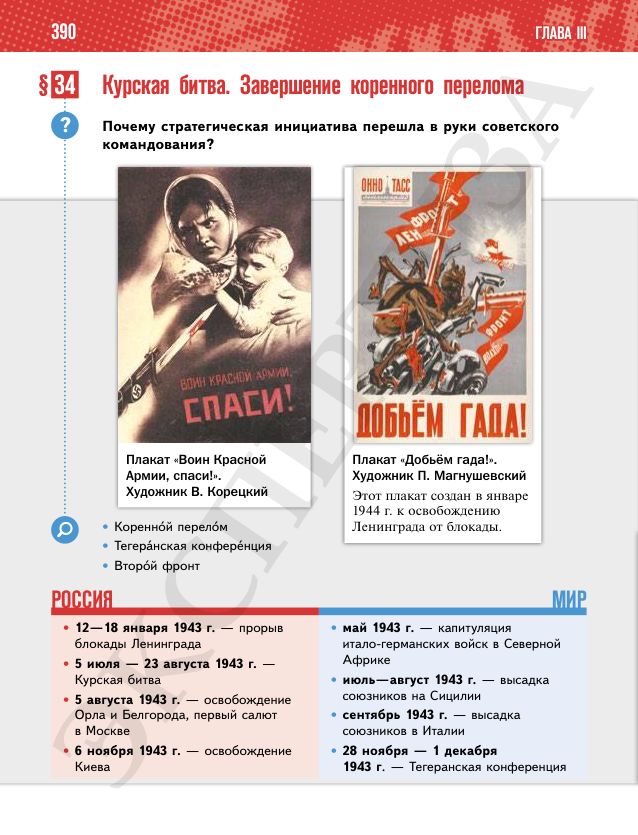 390
ГЛАВА III
§ 34
Курская битва. Завершение коренного перелома
?
Почему стратегическая инициатива перешла в руки советского
командования?
ОКНО ТАСС
ЛЕН ФРОНТ
ФРОНТ
ВОИН КРАСНОЙ АРМИИ,
СПАСИ!
ДОБЬЁМ ГАДА!
Плакат «Воин Красной
Армии, спаси!».
Художник В. Корецкий
Плакат «Добьём гада!».
Художник П. Магнушевский
Этот плакат создан в январе
1944 г. к освобождению
Ленинграда от блокады.
• Коренно́й перело́м
• Тегера́нская конфере́нция
• Второ́й фронт
РОССИЯ
• 12—18 января 1943 г. — прорыв
блокады Ленинграда
• 5 июля — 23 августа 1943 г. —
Курская битва
• 5 августа 1943 г. — освобождение
Орла и Белгорода, первый салют
в Москве
• 6 ноября 1943 г. — освобождение
Киева
МИР
• май 1943 г. — капитуляция
итало-германских войск в Северной
Африке
• июль—август 1943 г. — высадка
союзников на Сицилии
• сентябрь 1943 г. — высадка
союзников в Италии
• 28 ноября — 1 декабря
1943 г. — Тегеранская конференция
ЭКСПЕРТИЗА